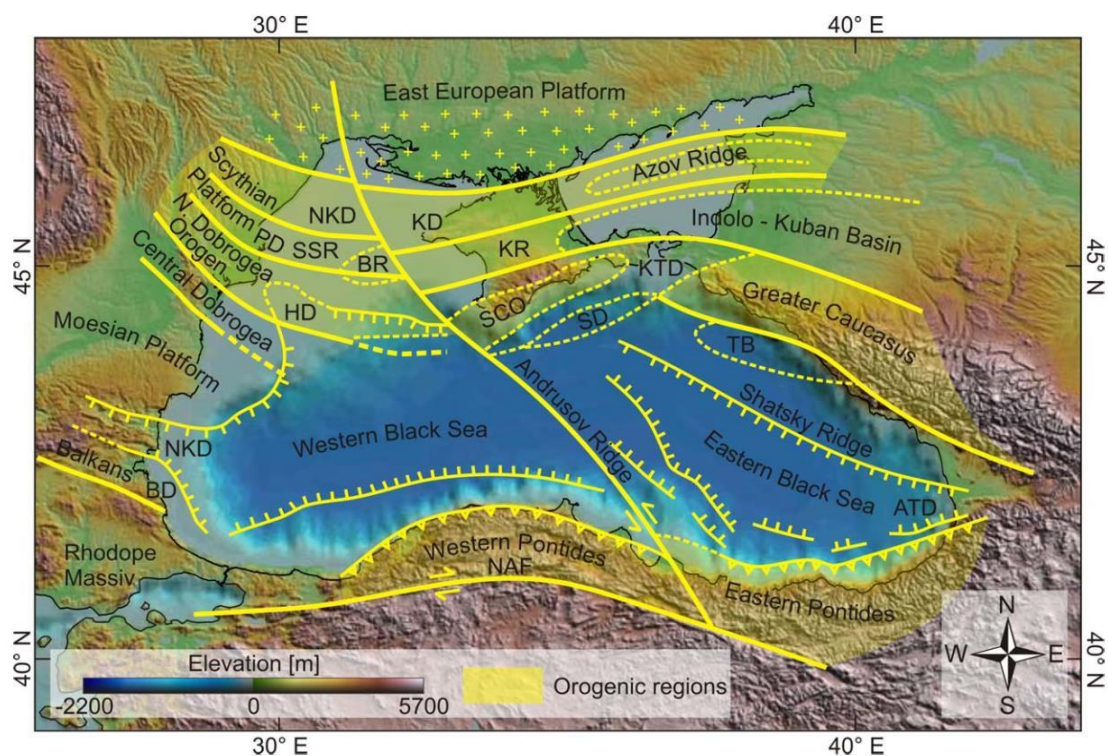 30° E
40° E
East European Platform
Scythian
Platform
Azov Ridge
NKD
KD
PD
N. Dobrogea
Orogen
SSR
BR
KR
Indolo - Kuban Basin
45° N
45° N
KTD
Central Dobrogea
HD
SCO
SD
Greater Caucasus
Moesian Platform
TB
Andrusov Ridge
Shatsky Ridge
Western Black Sea
Eastern Black Sea
NKD
Balkans
BD
ATD
Rhodope
Massiv
Western Pontides
NAF
Eastern Pontides
N
W
E
S
40° N
40° N
Elevation [m]
-2200
0
5700
Orogenic regions
30° E
40° E